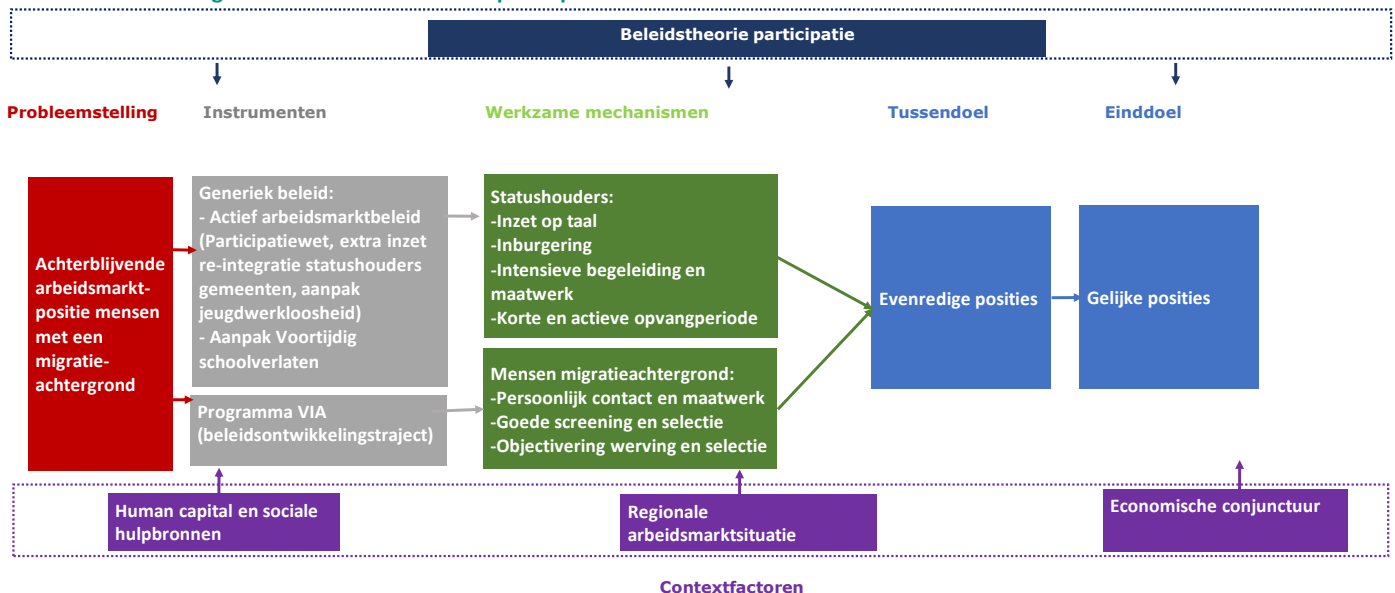 Beleidstheorie participatie
Probleemstelling
Instrumenten
Werkzame mechanismen
Tussendoel
Einddoel
Achterblijvende
arbeidsmarkt-
positie mensen
met een
migratie-
achtergrond
Generiek beleid:
- Actief arbeidsmarktbeleid
(Participatiewet, extra inzet
re-integratie statushouders
gemeenten, aanpak
jeugdwerkloosheid)
- Aanpak Voortijdig
schoolverlaten
Programma VIA
(beleidsontwikkelingstraject)
Statushouders:
-Inzet op taal
-Inburgering
-Intensieve begeleiding en
maatwerk
-Korte en actieve opvangperiode
Mensen migratieachtergrond:
-Persoonlijk contact en maatwerk
-Goede screening en selectie
-Objectivering werving en selectie
Evenredige posities
Gelijke posities
Human capital en sociale
hulpbronnen
Regionale
arbeidsmarktsituatie
Economische conjunctuur
Contextfactoren